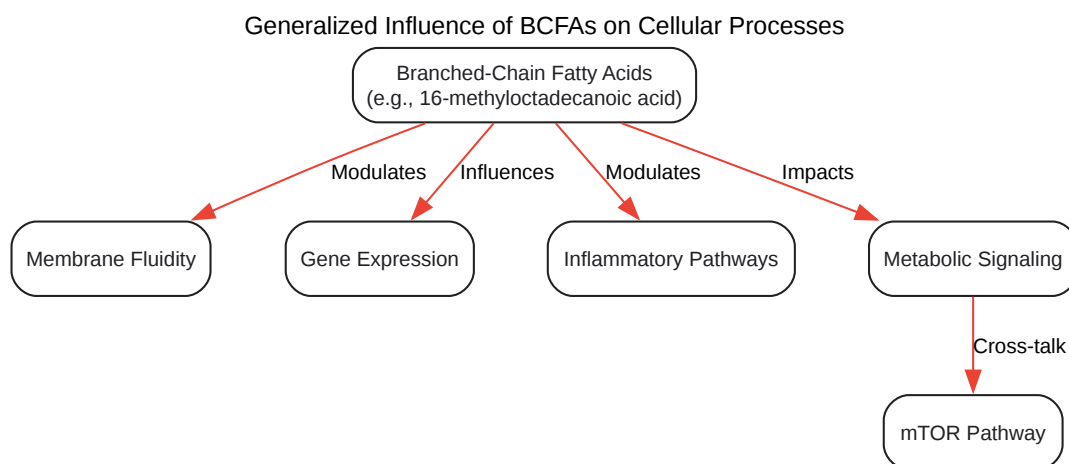 Generalized Influence of BCFAs on Cellular Processes
Branched-Chain Fatty Acids
(e.g., 16-methyloctadecanoic acid)
Modulates
Influences
Modulates
Impacts
Membrane Fluidity
Gene Expression
Inflammatory Pathways
Metabolic Signaling
Cross-talk
mTOR Pathway